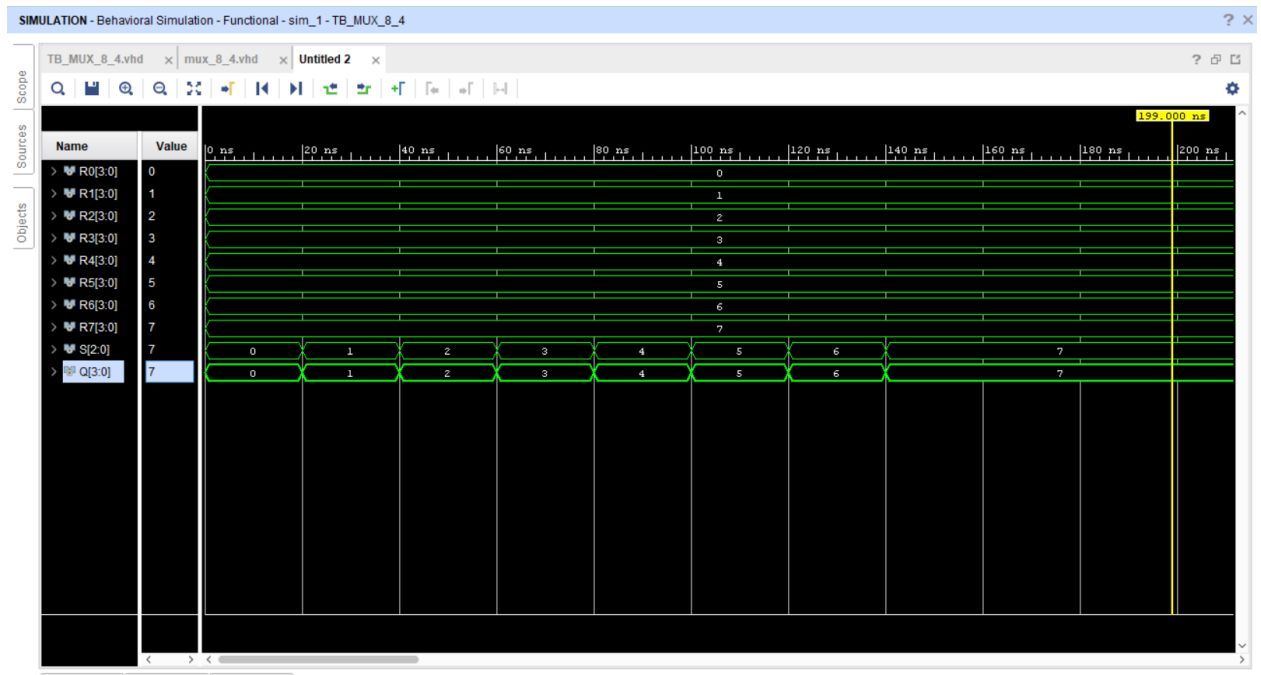 SIMULATION - Behavioral Simulation - Functional - sim_1 - TB_MUX_8_4
Scope
Sources
Objects
TB_MUX_8_4.vhd
mux_8_4.vhd
Untitled 2
199.000 ns
Name Value
0 ns 20 ns 40 ns 60 ns 80 ns 100 ns 120 ns 140 ns 160 ns 180 ns 200 ns
R0[3:0] 0 0
R1[3:0] 1 1
R2[3:0] 2 2
R3[3:0] 3 3
R4[3:0] 4 4
R5[3:0] 5 5
R6[3:0] 6 6
R7[3:0] 7 7
S[2:0] 7 0 1 2 3 4 5 6 7
Q[3:0] 7 0 1 2 3 4 5 6 7